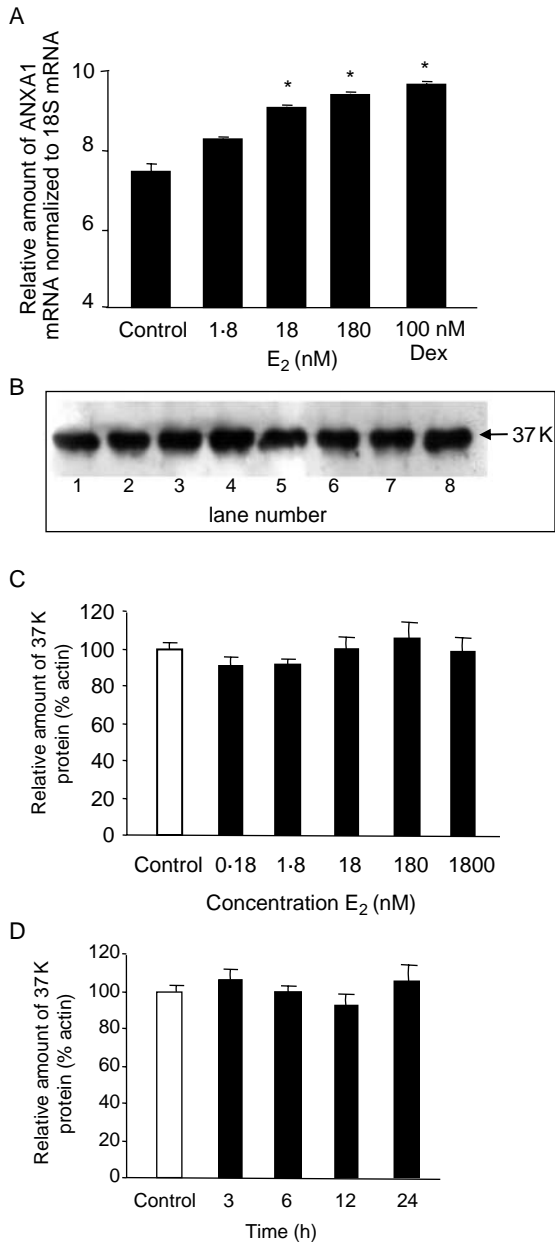 A
Relative amount of ANXA1
mRNA normalized to 18S mRNA
10
8
6
4
* * *
Control 1·8 18 180 100 nM
Dex
E₂ (nM)
B
37 K
1 2 3 4 5 6 7 8
lane number
C
Relative amount of 37 K
protein (% actin)
120
100
80
60
40
20
0
Control 0·18 1·8 18 180 1800
Concentration E₂ (nM)
D
Relative amount of 37 K
protein (% actin)
120
100
80
60
40
20
0
Control 3 6 12 24
Time (h)